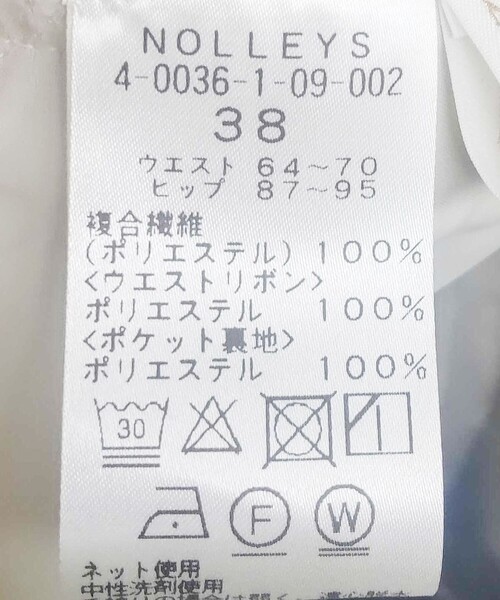 NOLLEYS
4-0036-1-09-002
38
ウエスト 64～70
ヒップ 87～95
複合繊維
(ポリエステル) 100%
<ウエストリボン>
ポリエステル 100%
<ポケット裏地>
ポリエステル 100%
30
F W
ネット使用
中性洗剤使用